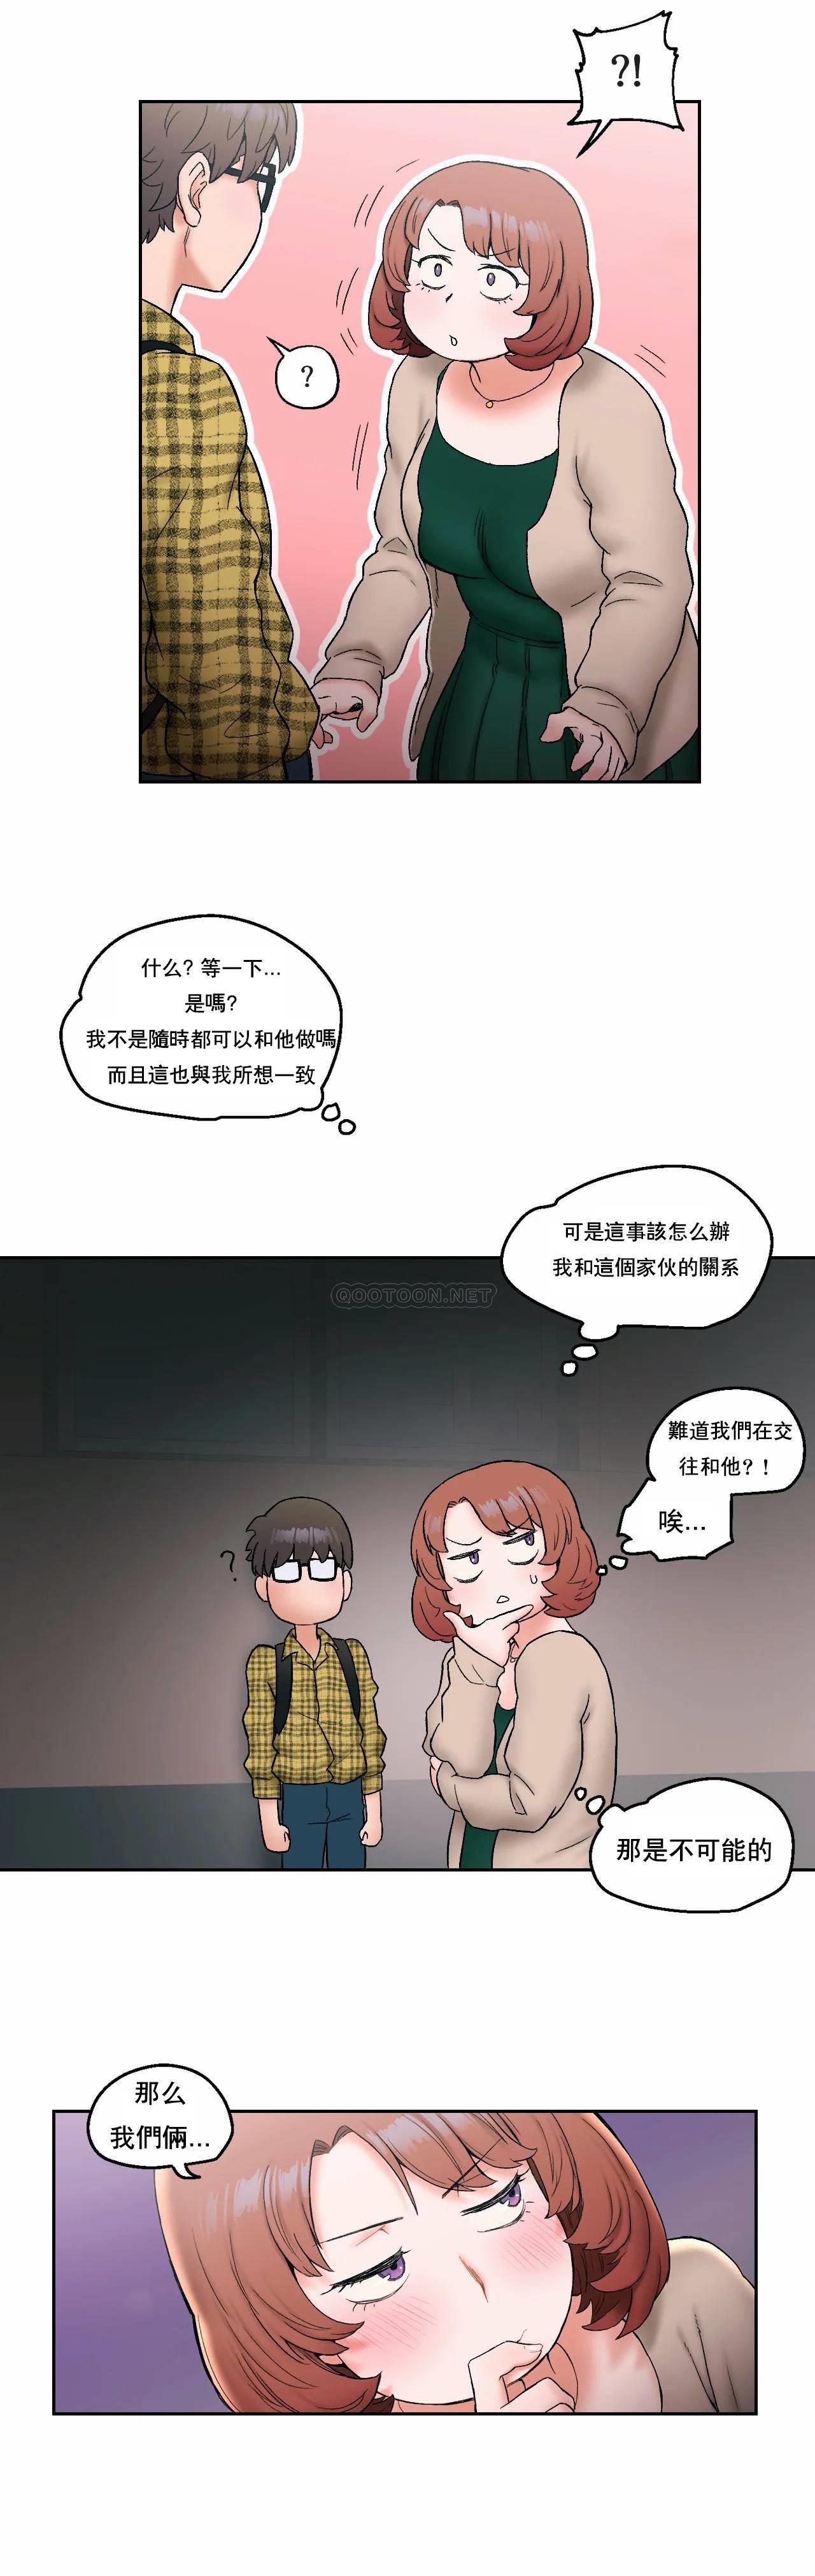 ?!
?
什么? 等一下...
是嗎?
我不是隨時都可以和他做嗎
而且這也與我所想一致
可是這事該怎么辦
我和這個家伙的關系
QOOTOON.NET
難道我們在交
往和他?!
唉...
?
那是不可能的
那么
我們倆...